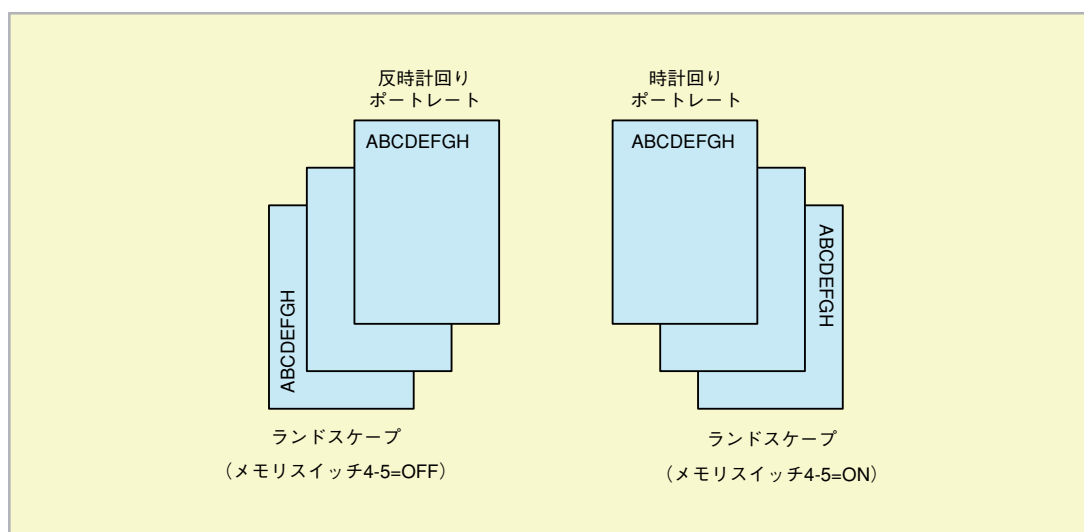 反時計回り
ポートレート
ABCDEFGH
ABCDEFGH
ランドスケープ
（メモリスイッチ4-5=OFF）
時計回り
ポートレート
ABCDEFGH
ABCDEFGH
ランドスケープ
（メモリスイッチ4-5=ON）